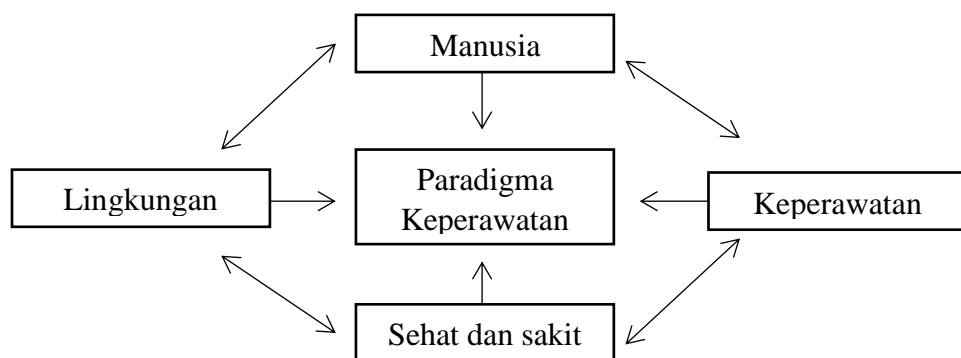 Manusia
Lingkungan
Paradigma
Keperawatan
Keperawatan
Sehat dan sakit